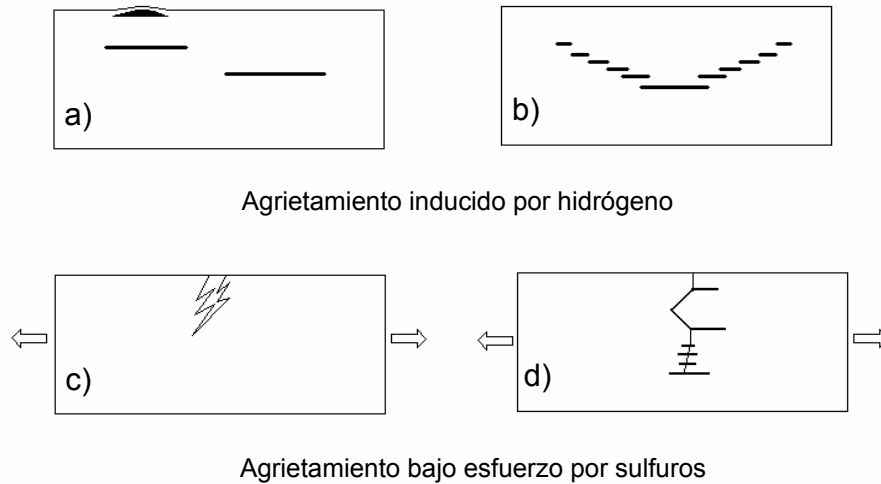 a)
b)
Agrietamiento inducido por hidrógeno
c)
d)
Agrietamiento bajo esfuerzo por sulfuros